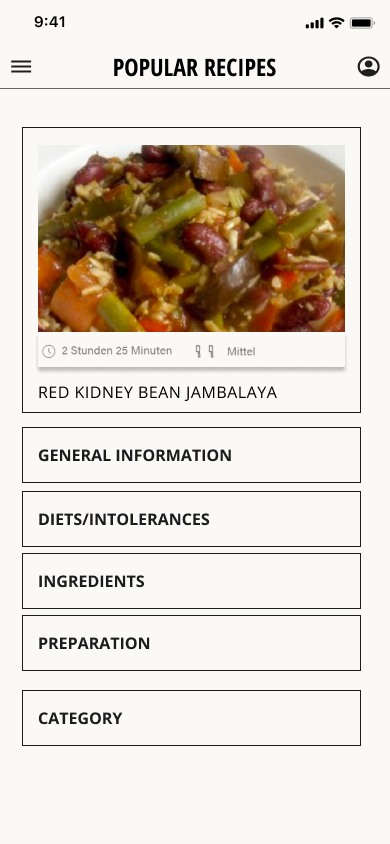 9:41
POPULAR RECIPES
2 Stunden 25 Minuten Mittel
RED KIDNEY BEAN JAMBALAYA
GENERAL INFORMATION
DIETS/INTOLERANCES
INGREDIENTS
PREPARATION
CATEGORY